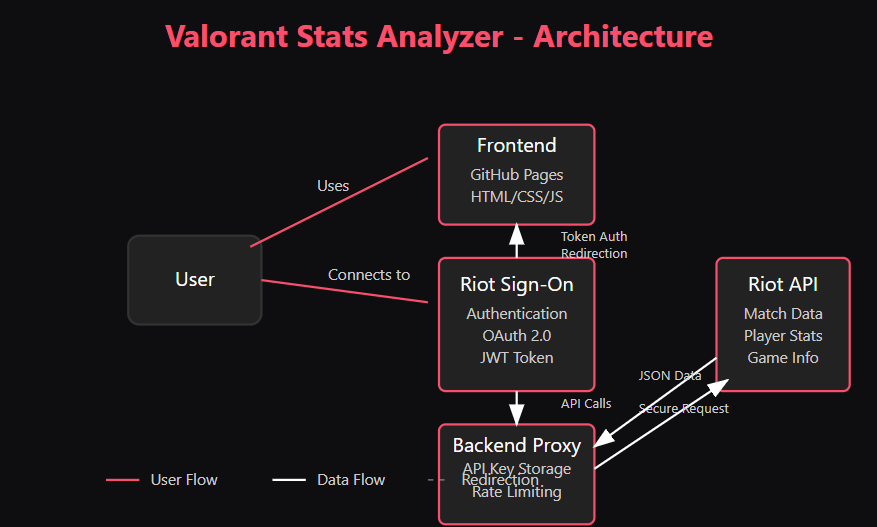 Valorant Stats Analyzer - Architecture
Frontend
GitHub Pages
HTML/CSS/JS
Uses
Token Auth
Redirection
User
Connects to
Riot Sign-On
Authentication
OAuth 2.0
JWT Token
Riot API
Match Data
Player Stats
Game Info
JSON Data
API Calls
Secure Request
Backend Proxy
API Key Storage
Rate Limiting
User Flow
Data Flow
Redirection